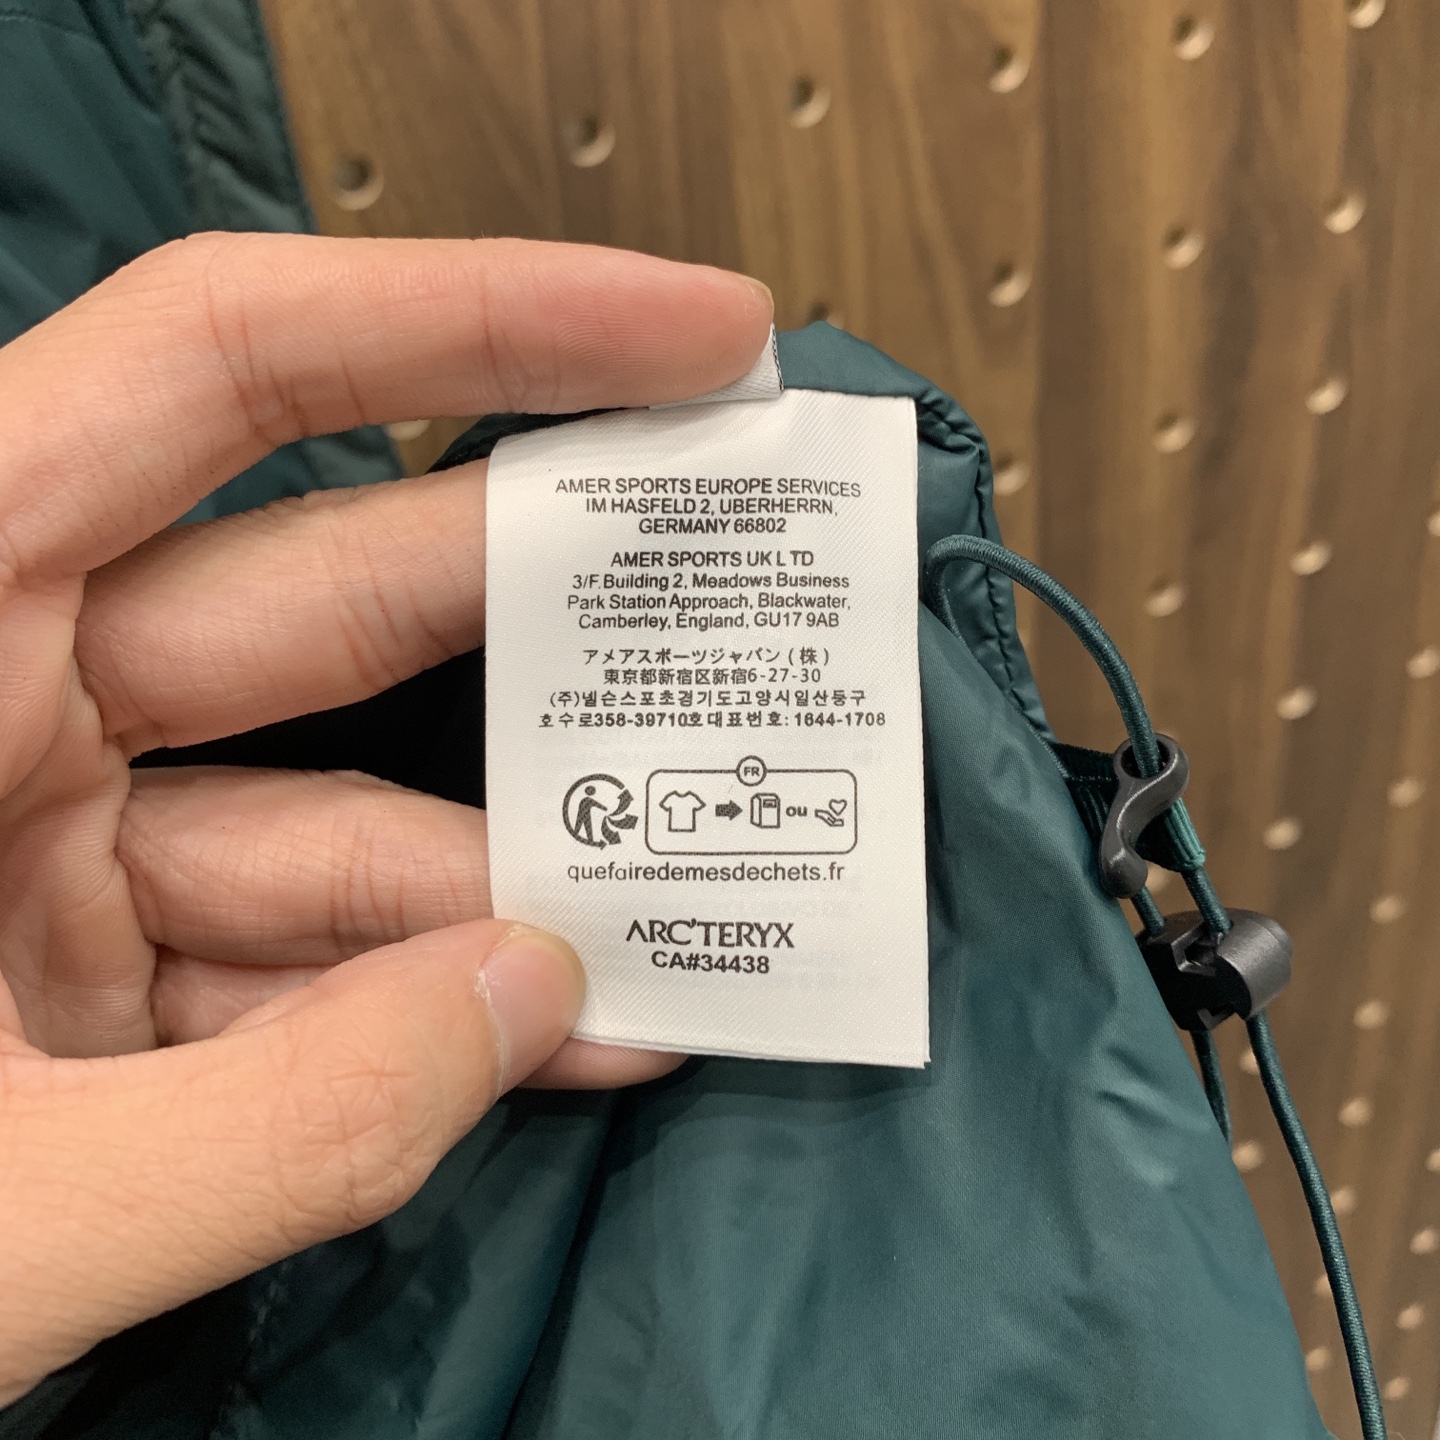 AMER SPORTS EUROPE SERVICES
IM HASFELD 2, UBERHERRN,
GERMANY 66802
AMER SPORTS UK L TD
3/F. Building 2, Meadows Business
Park Station Approach, Blackwater,
Camberley, England, GU17 9AB
アメアスポーツジャパン (株)
東京都新宿区新宿6-27-30
(주)넬슨스포츠경기도고양시일산동구
호수로358-39710호대표번호: 1644-1708
FR
ou
quefairedemesdechets.fr
ARC'TERYX
CA#34438